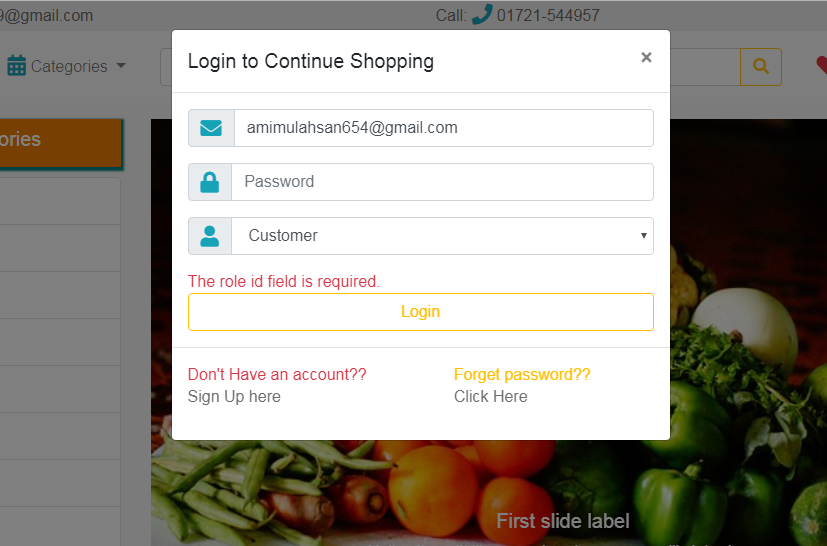 9@gmail.com
Call: 01721-544957
Categories
Login to Continue Shopping
×
ories
amimulahsan654@gmail.com
Password
Customer
The role id field is required.
Login
Don't Have an account??
Forget password??
Sign Up here
Click Here
First slide label